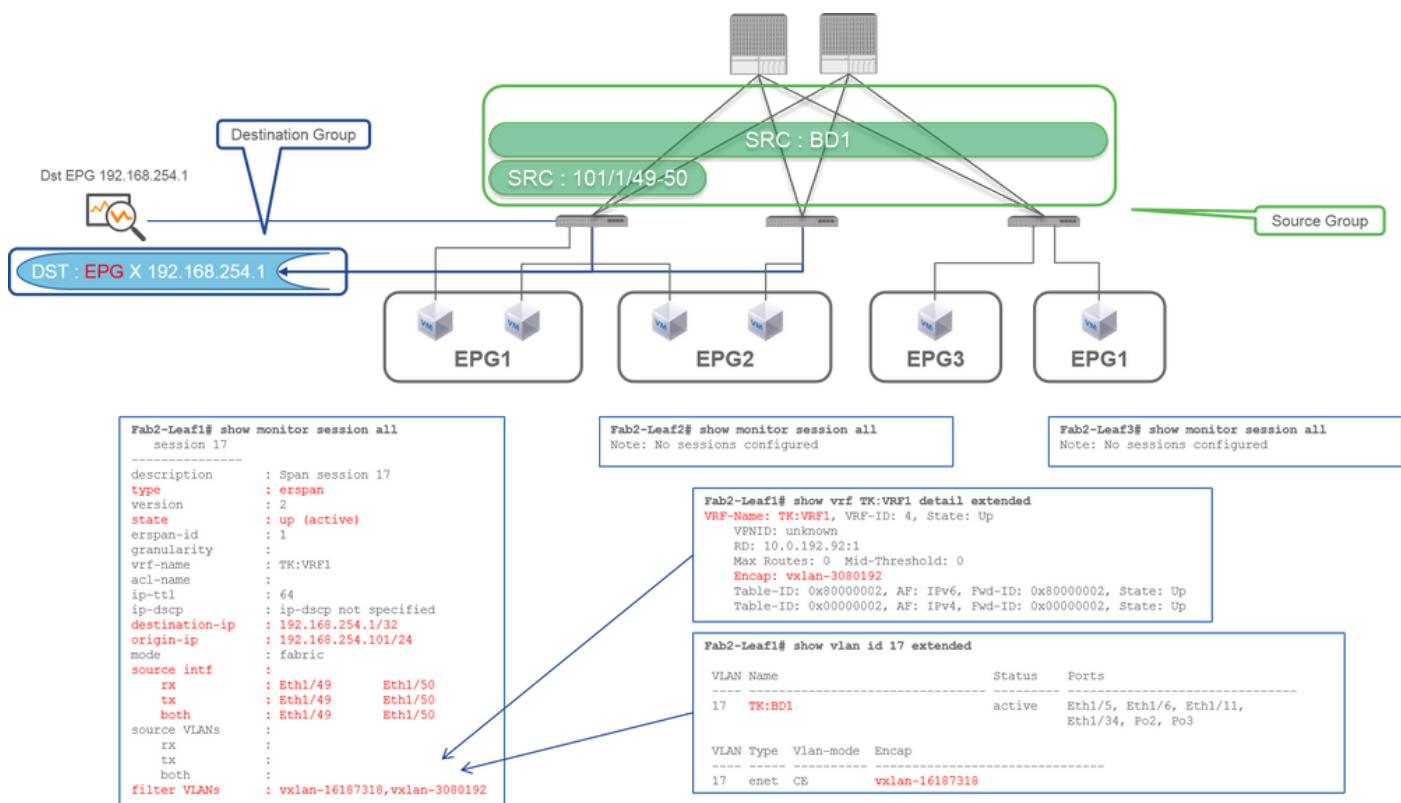 Destination Group
Dst EPG 192.168.254.1
SRC : BD1
SRC : 101/1/49-50
Source Group
DST : EPG X 192.168.254.1
VM
VM
VM
VM
VM
VM
EPG1
EPG2
EPG3
EPG1
Fab2-Leaf1# show monitor session all
session 17
---------------
description : Span session 17
type : erspan
version : 2
state : up (active)
erspan-id : 1
granularity :
vrf-name : TK:VRF1
acl-name :
ip-ttl : 64
ip-dscp : ip-dscp not specified
destination-ip : 192.168.254.1/32
origin-ip : 192.168.254.101/24
mode : fabric
source intf :
rx : Eth1/49 Eth1/50
tx : Eth1/49 Eth1/50
both : Eth1/49 Eth1/50
source VLANs :
rx :
tx :
both :
filter VLANs : vxlan-16187318,vxlan-3080192
Fab2-Leaf2# show monitor session all
Note: No sessions configured
Fab2-Leaf3# show monitor session all
Note: No sessions configured
Fab2-Leaf1# show vrf TK:VRF1 detail extended
VRF-Name: TK:VRF1, VRF-ID: 4, State: Up
VPNID: unknown
RD: 10.0.192.92:1
Max Routes: 0 Mid-Threshold: 0
Encap: vxlan-3080192
Table-ID: 0x80000002, AF: IPv6, Fwd-ID: 0x80000002, State: Up
Table-ID: 0x00000002, AF: IPv4, Fwd-ID: 0x00000002, State: Up
Fab2-Leaf1# show vlan id 17 extended
VLAN Name Status Ports
---- -------------------------------- --------- -------------------------------
17 TK:BD1 active Eth1/5, Eth1/6, Eth1/11,
Eth1/34, Po2, Po3
VLAN Type Vlan-mode Encap
---- ----- ---------- -------------------------------
17 enet CE vxlan-16187318